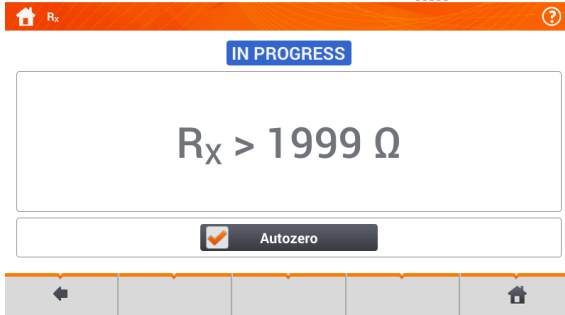 Rx
?
IN PROGRESS
Rx > 1999 Ω
Autozero